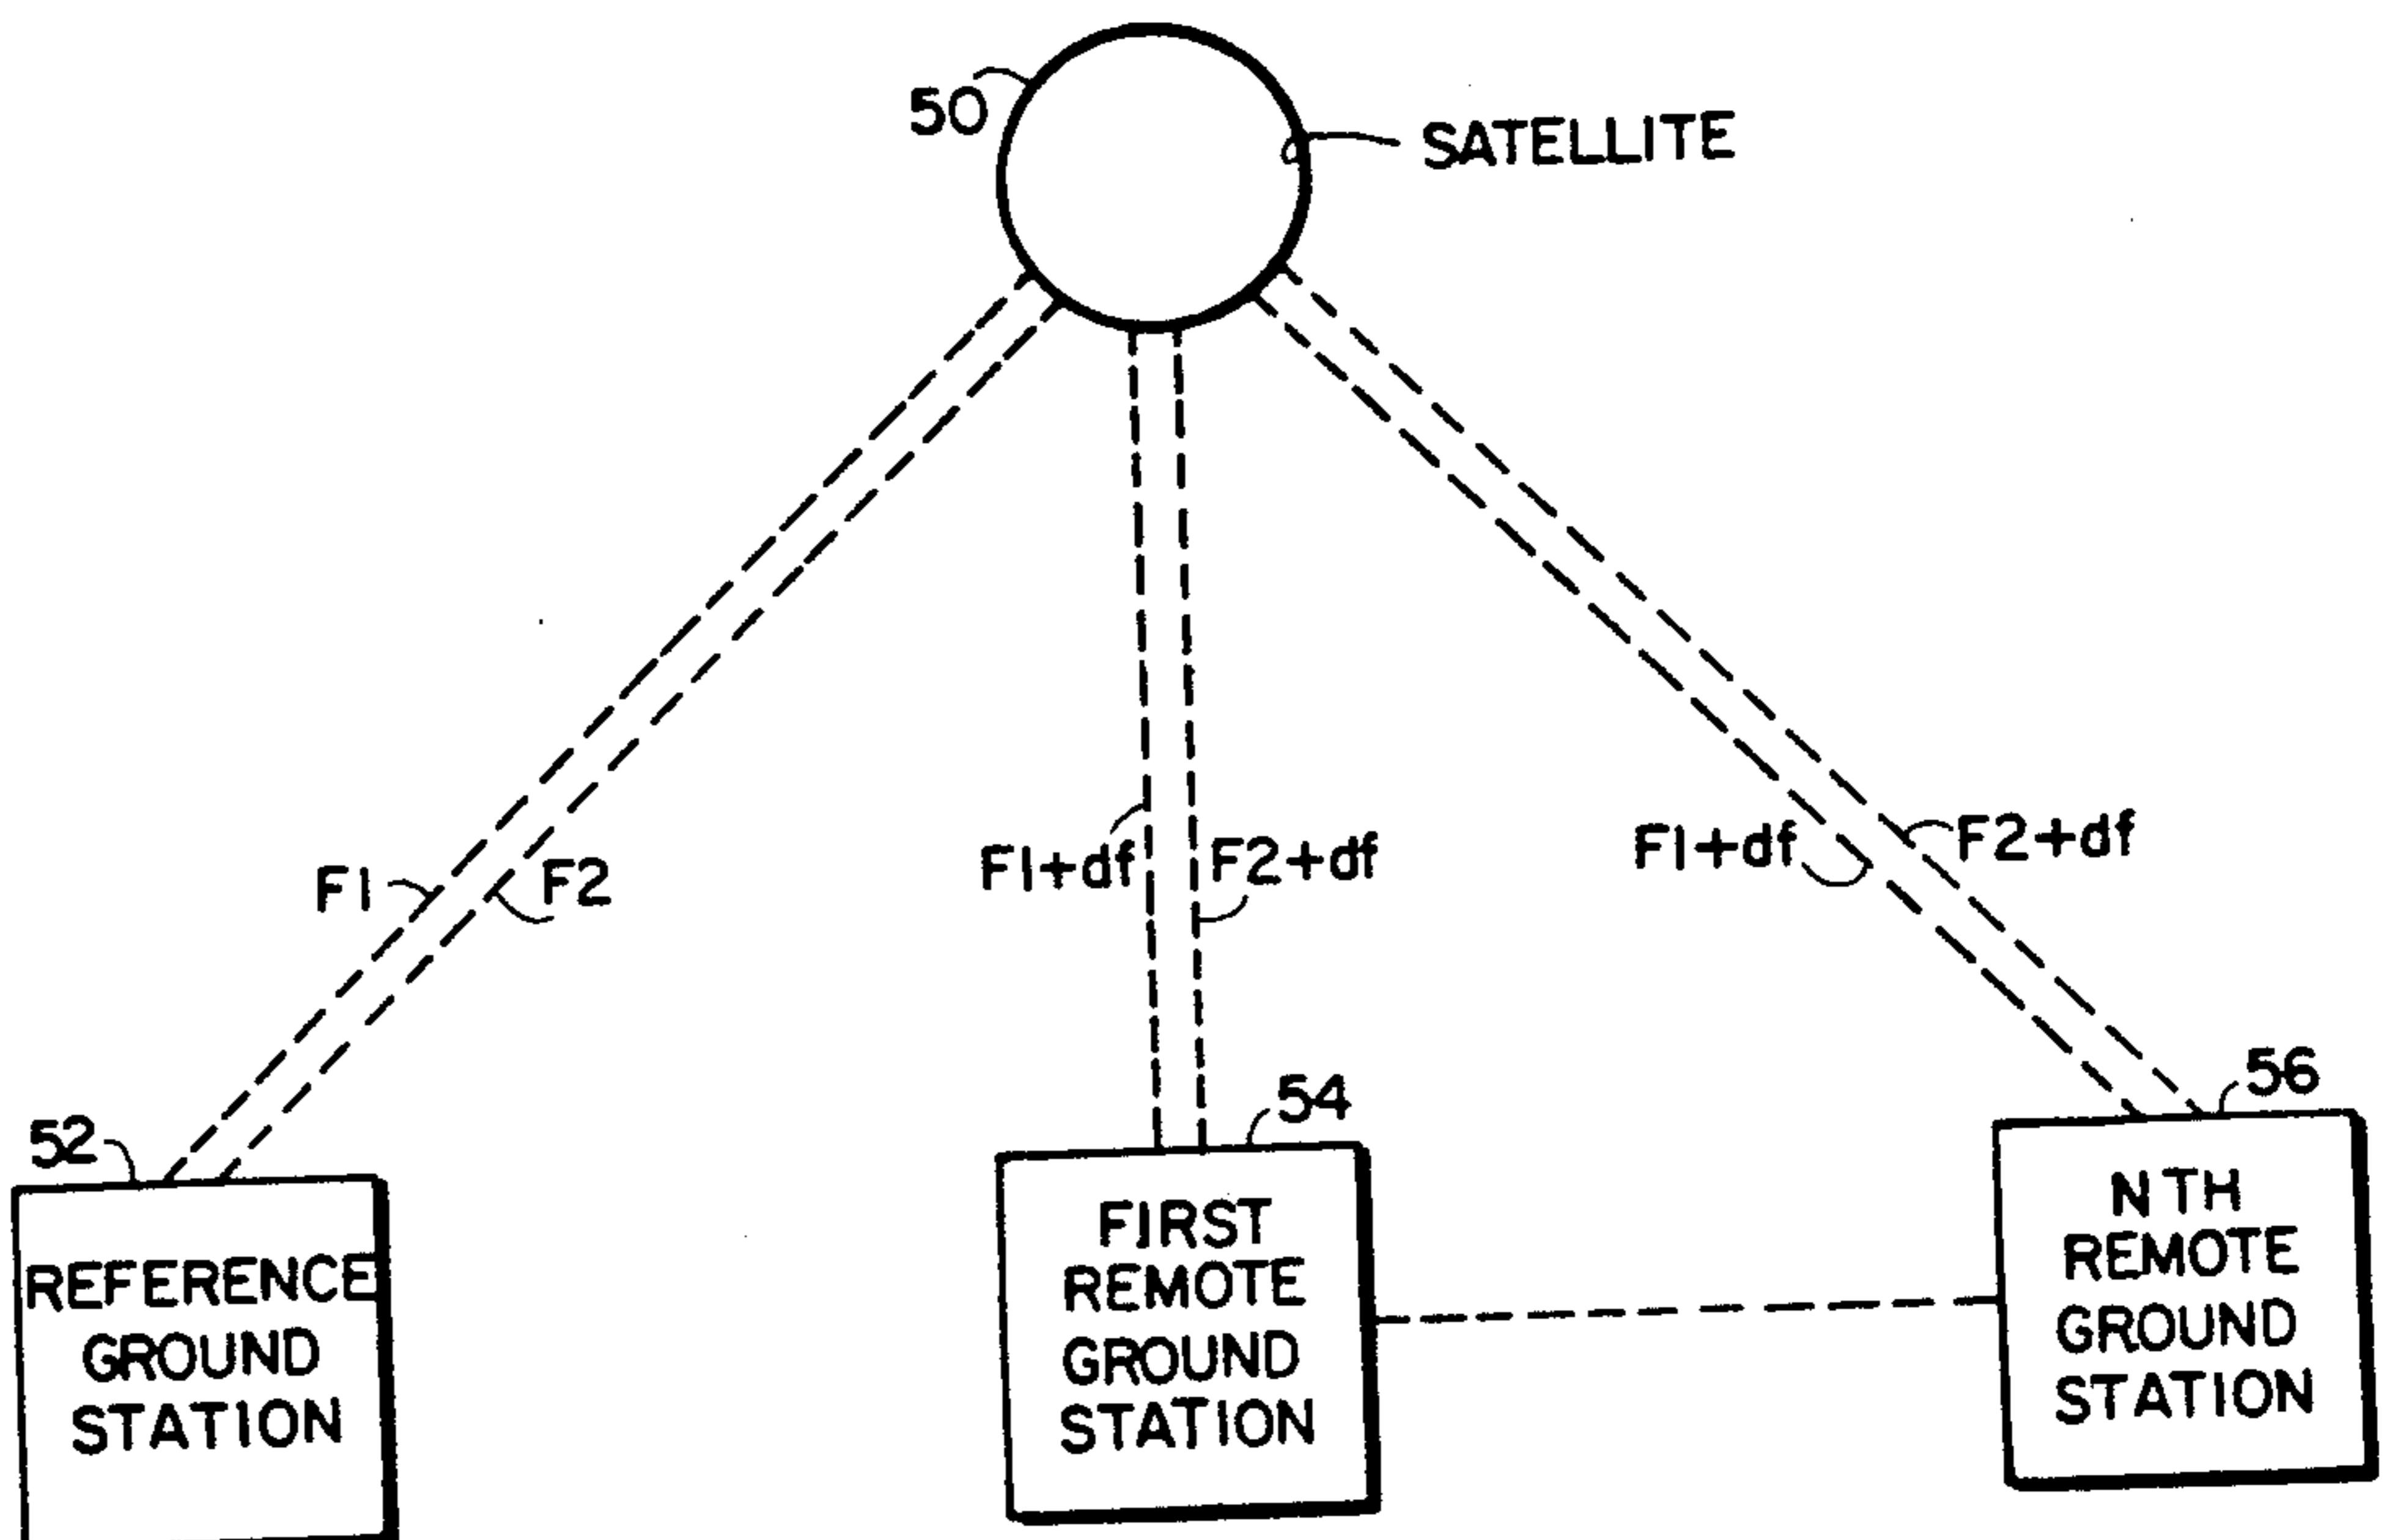 50
SATELLITE
F1
F2
F1+df
F2+df
F1+df
F2+df
52
REFERENCE
GROUND
STATION
54
FIRST
REMOTE
GROUND
STATION
56
NTH
REMOTE
GROUND
STATION